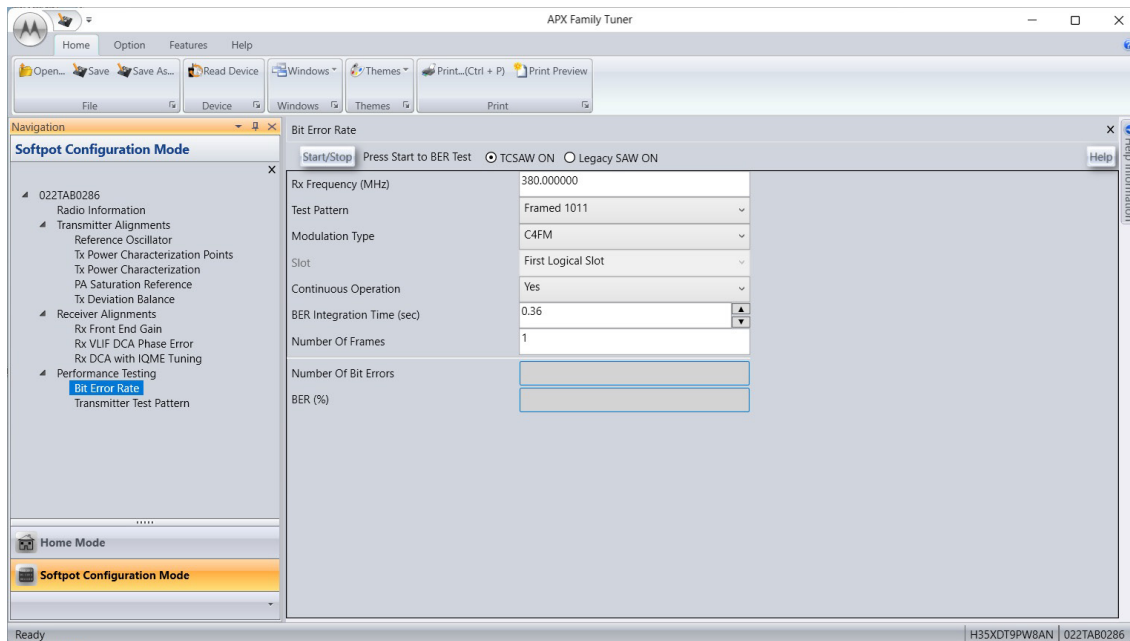 APX Family Tuner
Home Option Features Help
Open... Save Save As... Read Device Windows Themes Print...(Ctrl + P) Print Preview
File Device Windows Themes Print
Navigation
Softpot Configuration Mode
022TAB0286
Radio Information
Transmitter Alignments
Reference Oscillator
Tx Power Characterization Points
Tx Power Characterization
PA Saturation Reference
Tx Deviation Balance
Receiver Alignments
Rx Front End Gain
Rx VLIF DCA Phase Error
Rx DCA with IQME Tuning
Performance Testing
Bit Error Rate
Transmitter Test Pattern
Home Mode
Softpot Configuration Mode
Bit Error Rate
Start/Stop Press Start to BER Test TCSAW ON Legacy SAW ON Help
Rx Frequency (MHz) 380.000000
Test Pattern Framed 1011
Modulation Type C4FM
Slot First Logical Slot
Continuous Operation Yes
BER Integration Time (sec) 0.36
Number Of Frames 1
Number Of Bit Errors
BER (%)
Help Information
Ready H35XDT9PW8AN 022TAB0286